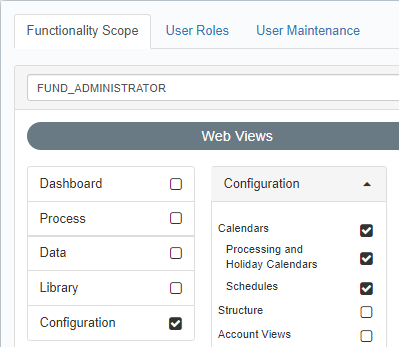 Functionality Scope
User Roles
User Maintenance
FUND_ADMINISTRATOR
Web Views
Dashboard
Process
Data
Library
Configuration
Configuration
Calendars
Processing and
Holiday Calendars
Schedules
Structure
Account Views